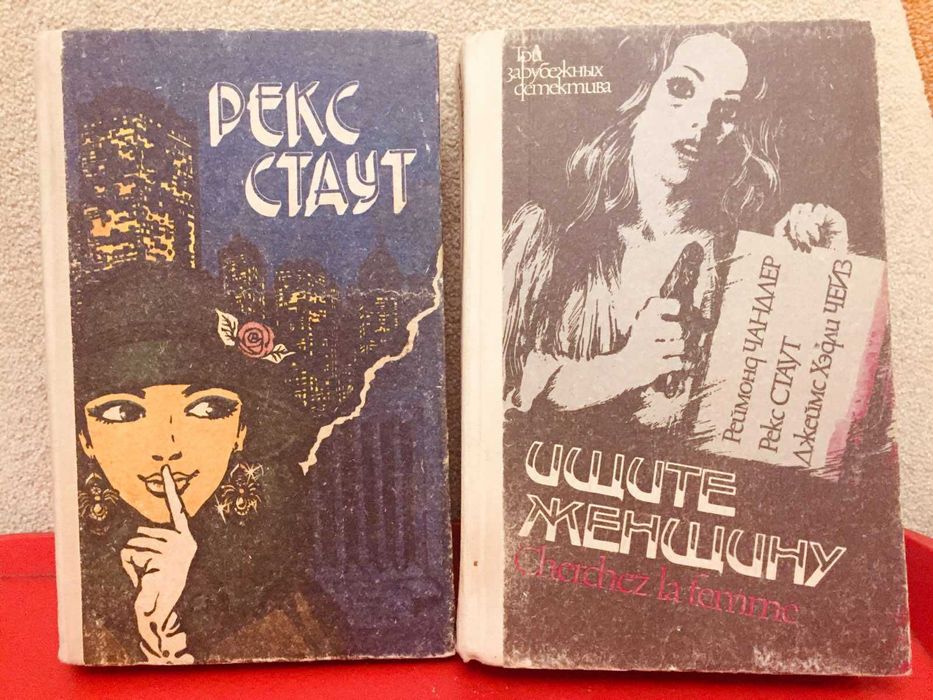 РЕКС
СТАУТ
Три
зарубежных
детектива
Реймонд ЧАНДЛЕР
Рекс СТАУТ
Джеймс Хэдли ЧЕЙЗ
ИЩИТЕ
ЖЕНЩИНУ
Cherchez la femme